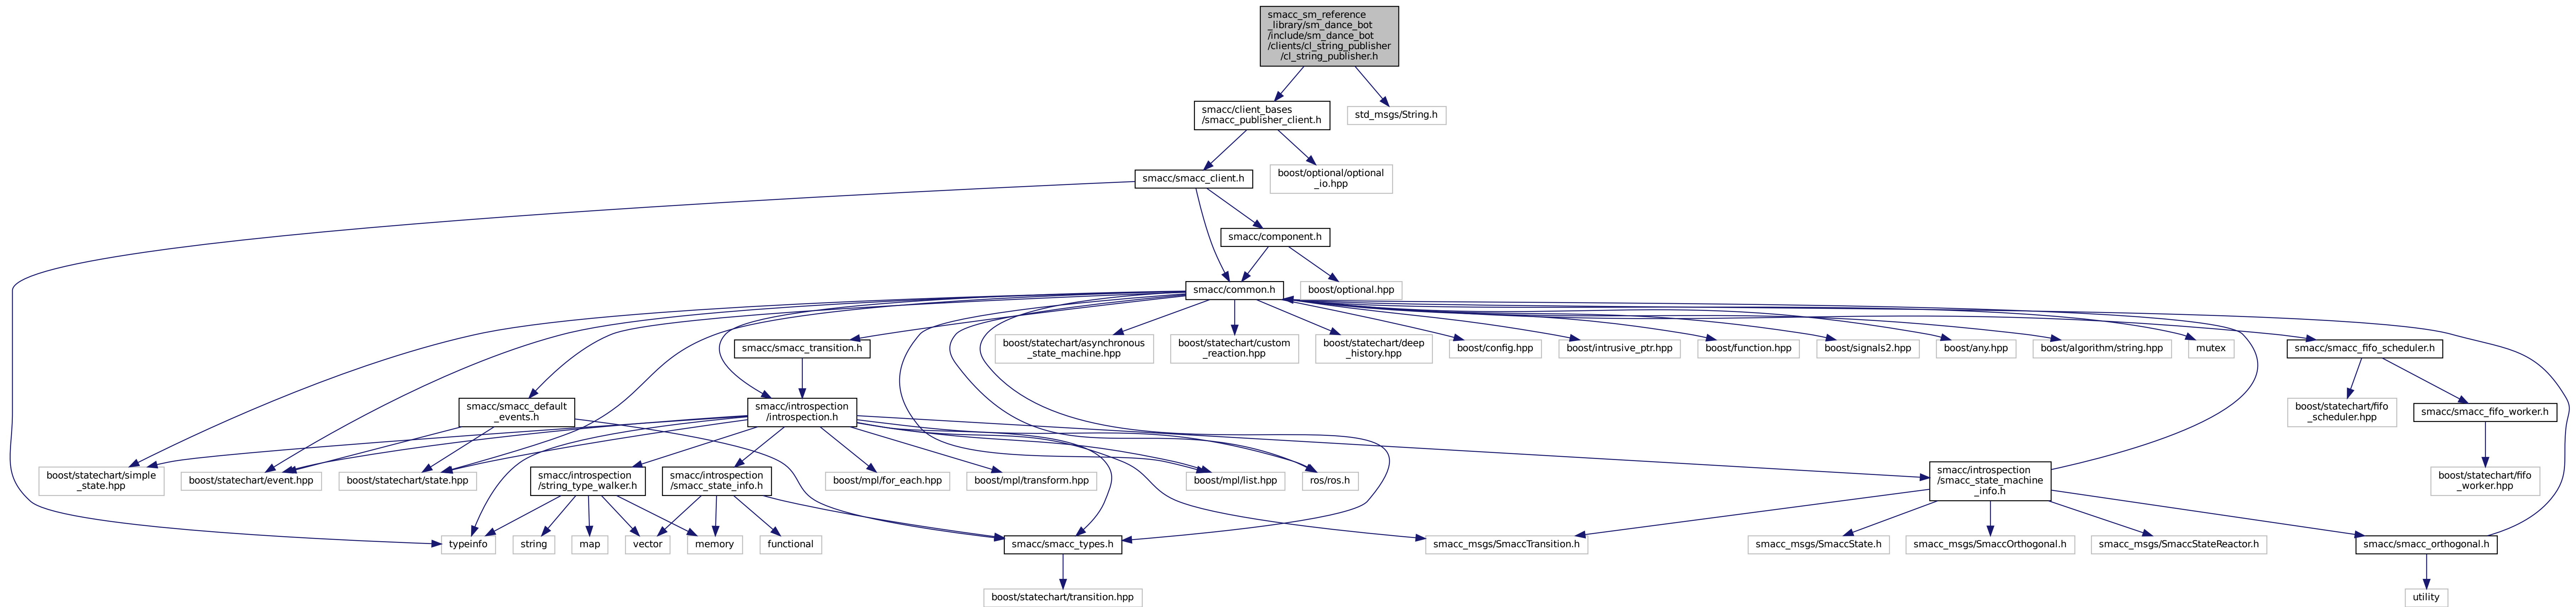 smacc_sm_reference
_library/sm_dance_bot
/include/sm_dance_bot
/clients/cl_string_publisher
/cl_string_publisher.h
smacc/client_bases
/smacc_publisher_client.h
std_msgs/String.h
smacc/smacc_client.h
boost/optional/optional
_io.hpp
smacc/component.h
smacc/common.h
boost/optional.hpp
smacc/smacc_transition.h
boost/statechart/asynchronous
_state_machine.hpp
boost/statechart/custom
_reaction.hpp
boost/statechart/deep
_history.hpp
boost/config.hpp
boost/intrusive_ptr.hpp
boost/function.hpp
boost/signals2.hpp
boost/any.hpp
boost/algorithm/string.hpp
mutex
smacc/smacc_fifo_scheduler.h
smacc/smacc_default
_events.h
smacc/introspection
/introspection.h
boost/statechart/fifo
_scheduler.hpp
smacc/smacc_fifo_worker.h
boost/statechart/simple
_state.hpp
boost/statechart/event.hpp
boost/statechart/state.hpp
smacc/introspection
/string_type_walker.h
smacc/introspection
/smacc_state_info.h
boost/mpl/for_each.hpp
boost/mpl/transform.hpp
boost/mpl/list.hpp
ros/ros.h
smacc/introspection
/smacc_state_machine
_info.h
boost/statechart/fifo
_worker.hpp
typeinfo
string
map
vector
memory
functional
smacc/smacc_types.h
smacc_msgs/SmaccTransition.h
smacc_msgs/SmaccState.h
smacc_msgs/SmaccOrthogonal.h
smacc_msgs/SmaccStateReactor.h
smacc/smacc_orthogonal.h
boost/statechart/transition.hpp
utility